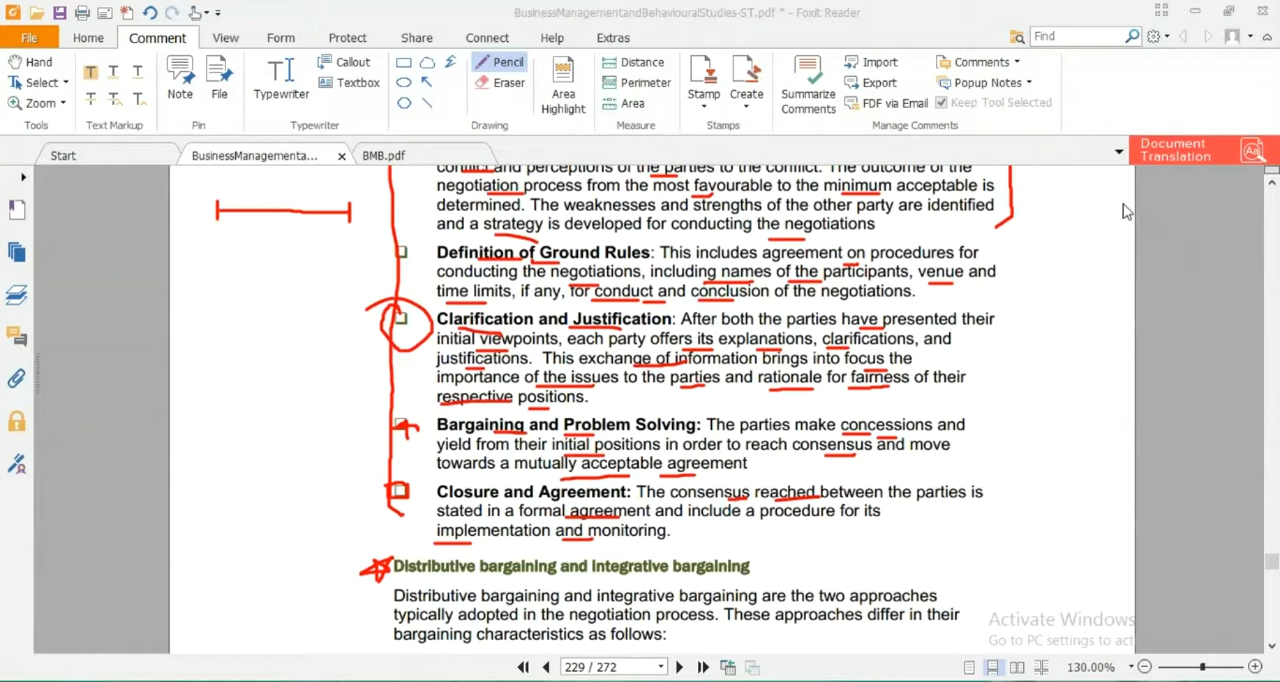 BusinessManagementandBehaviouralStudies-ST.pdf * - Foxit Reader
File Home Comment View Form Protect Share Connect Help Extras Find
Hand
Select
Zoom
Tools
Text Markup
Note File
Pin
Typewriter
Callout
Textbox
Typewriter
Pencil
Eraser
Area
Highlight
Drawing
Distance
Perimeter
Area
Measure
Stamp Create
Stamps
Summarize
Comments
Import
Export
FDF via Email
Comments
Popup Notes
Keep Tool Selected
Manage Comments
Start BusinessManagementa... BMB.pdf
Document
Translation
conflict and perceptions of the parties to the conflict. The outcome of the
negotiation process from the most favourable to the minimum acceptable is
determined. The weaknesses and strengths of the other party are identified
and a strategy is developed for conducting the negotiations
Definition of Ground Rules: This includes agreement on procedures for
conducting the negotiations, including names of the participants, venue and
time limits, if any, for conduct and conclusion of the negotiations.
Clarification and Justification: After both the parties have presented their
initial viewpoints, each party offers its explanations, clarifications, and
justifications. This exchange of information brings into focus the
importance of the issues to the parties and rationale for fairness of their
respective positions.
Bargaining and Problem Solving: The parties make concessions and
yield from their initial positions in order to reach consensus and move
towards a mutually acceptable agreement
Closure and Agreement: The consensus reached between the parties is
stated in a formal agreement and include a procedure for its
implementation and monitoring.
Distributive bargaining and integrative bargaining
Distributive bargaining and integrative bargaining are the two approaches
typically adopted in the negotiation process. These approaches differ in their
bargaining characteristics as follows:
Activate Windows
Go to PC settings to act
229 / 272
130.00%